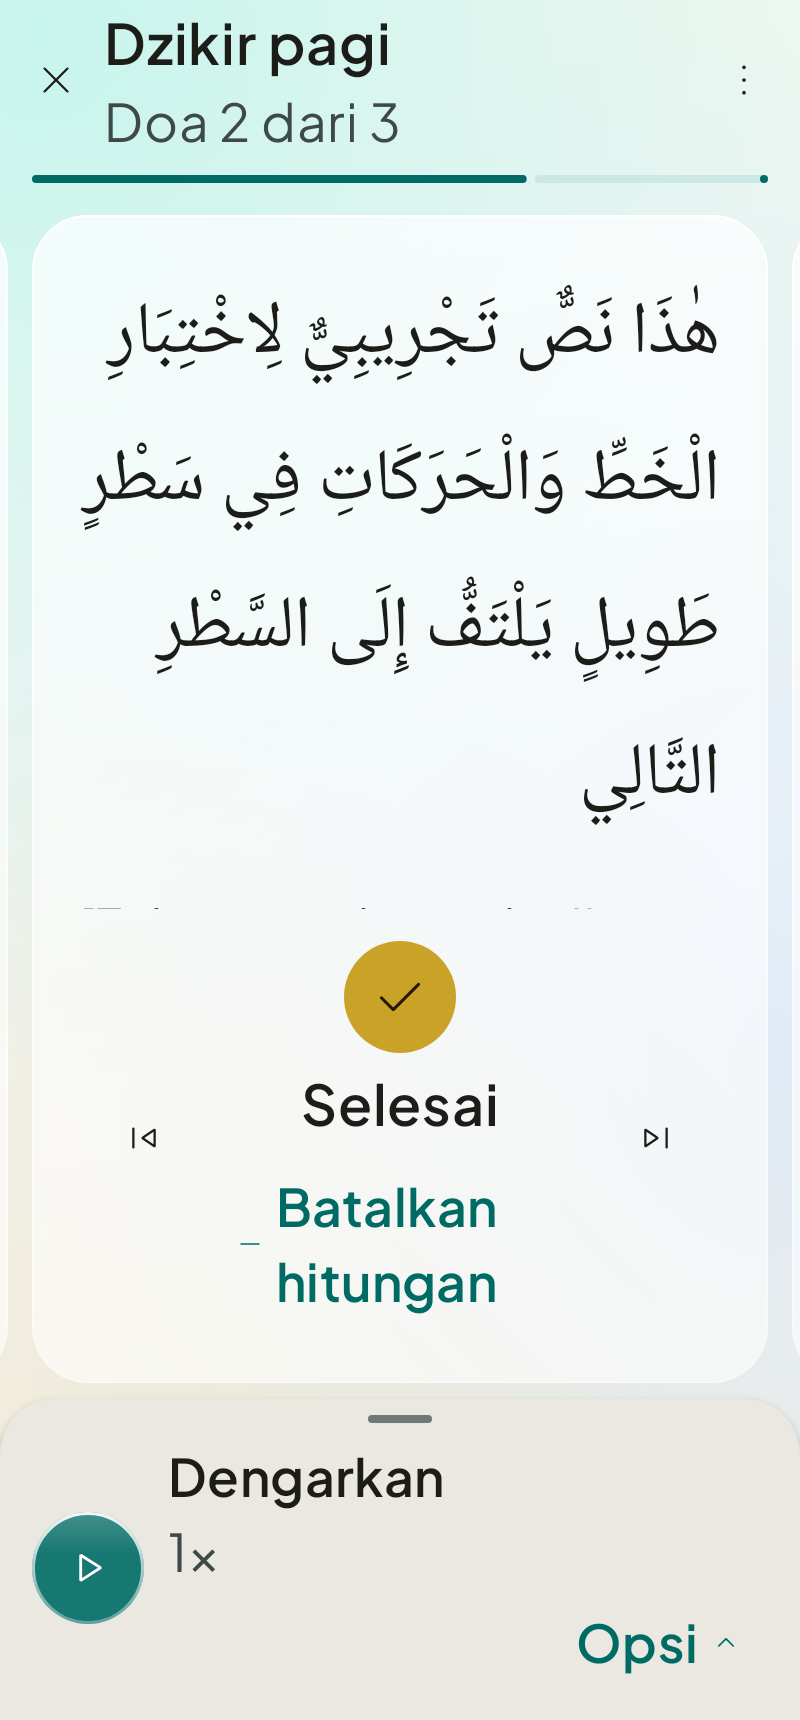 Dzikir pagi
Doa 2 dari 3
هٰذَا نَصٌّ تَجْرِيبِيٌّ لِاخْتِبَارِ
الْخَطِّ وَالْحَرَكَاتِ فِي سَطْرٍ
طَوِيلٍ يَلْتَفُّ إِلَى السَّطْرِ
التَّالِي
Selesai
Batalkan
hitungan
Dengarkan
1×
Opsi